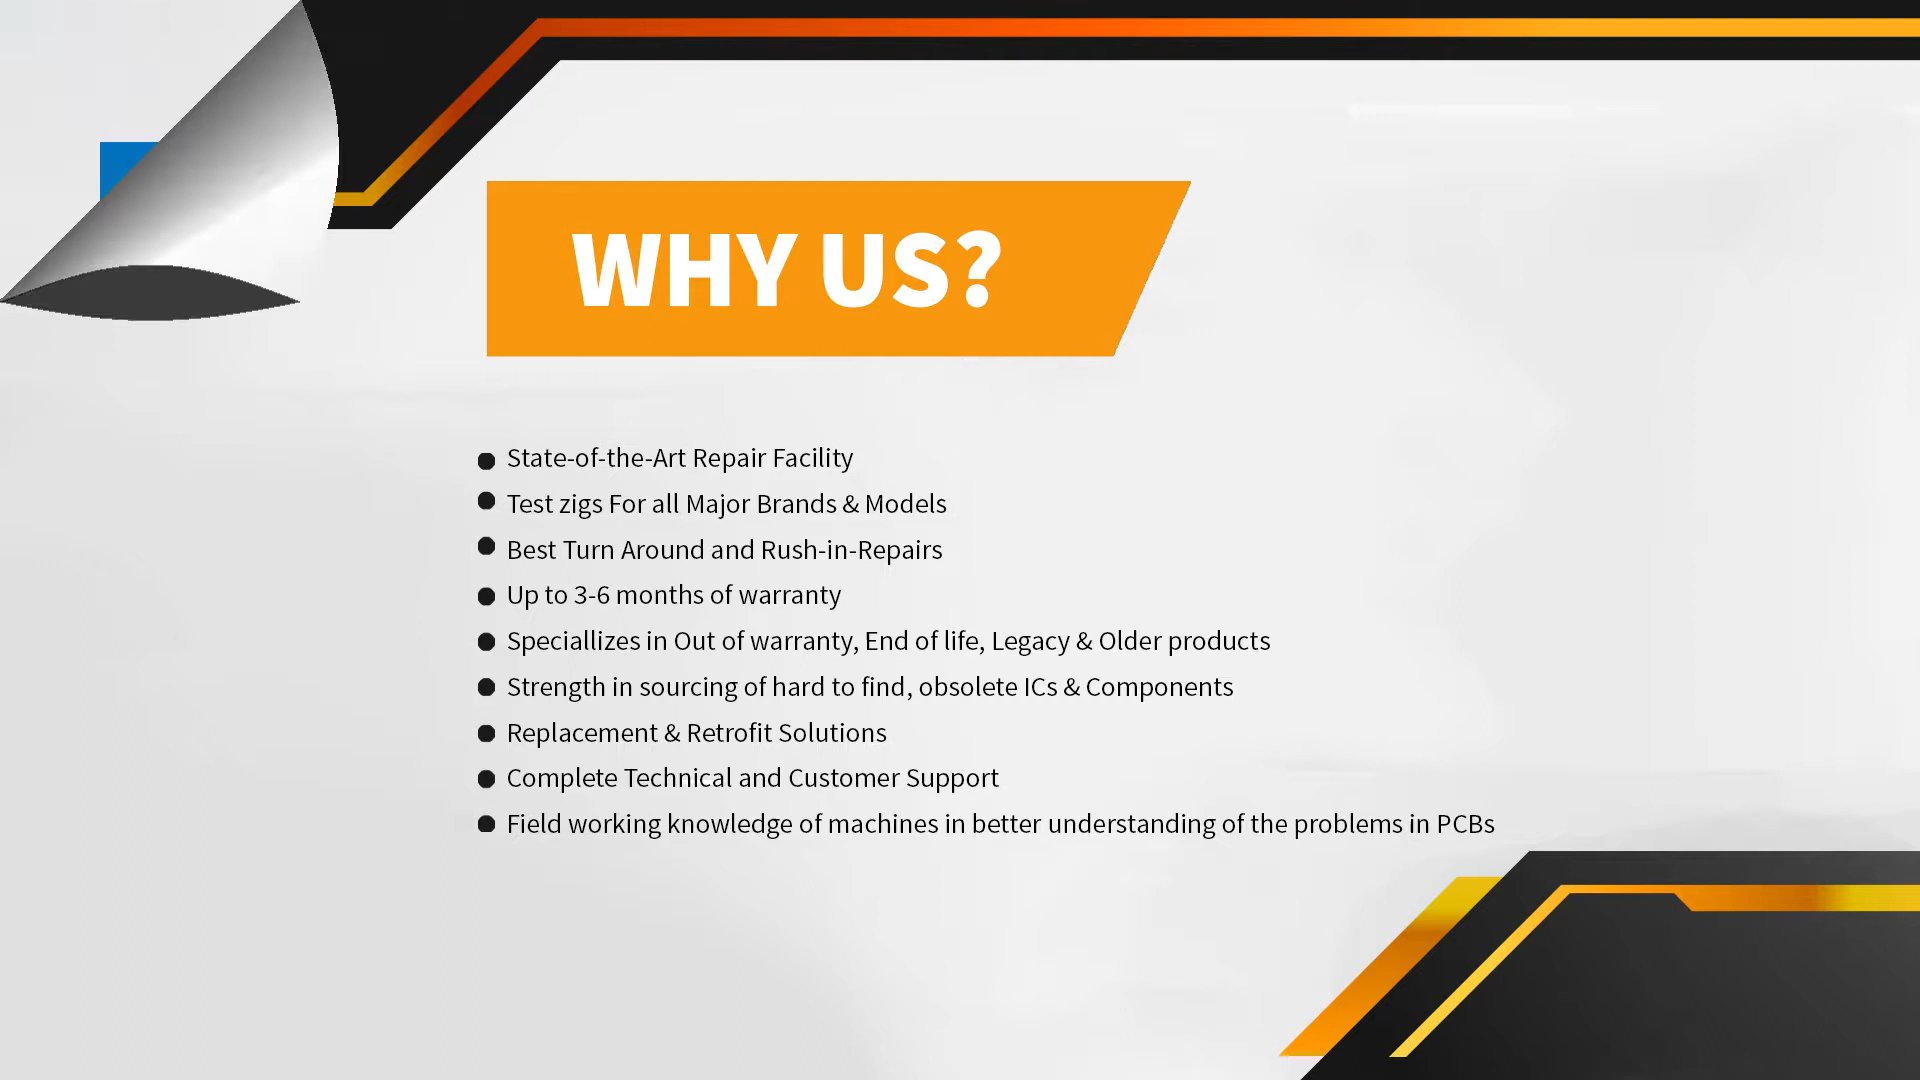 WHY US?
State-of-the-Art Repair Facility
Test zigs For all Major Brands & Models
Best Turn Around and Rush-in-Repairs
Up to 3-6 months of warranty
Speciallizes in Out of warranty, End of life, Legacy & Older products
Strength in sourcing of hard to find, obsolete ICs & Components
Replacement & Retrofit Solutions
Complete Technical and Customer Support
Field working knowledge of machines in better understanding of the problems in PCBs